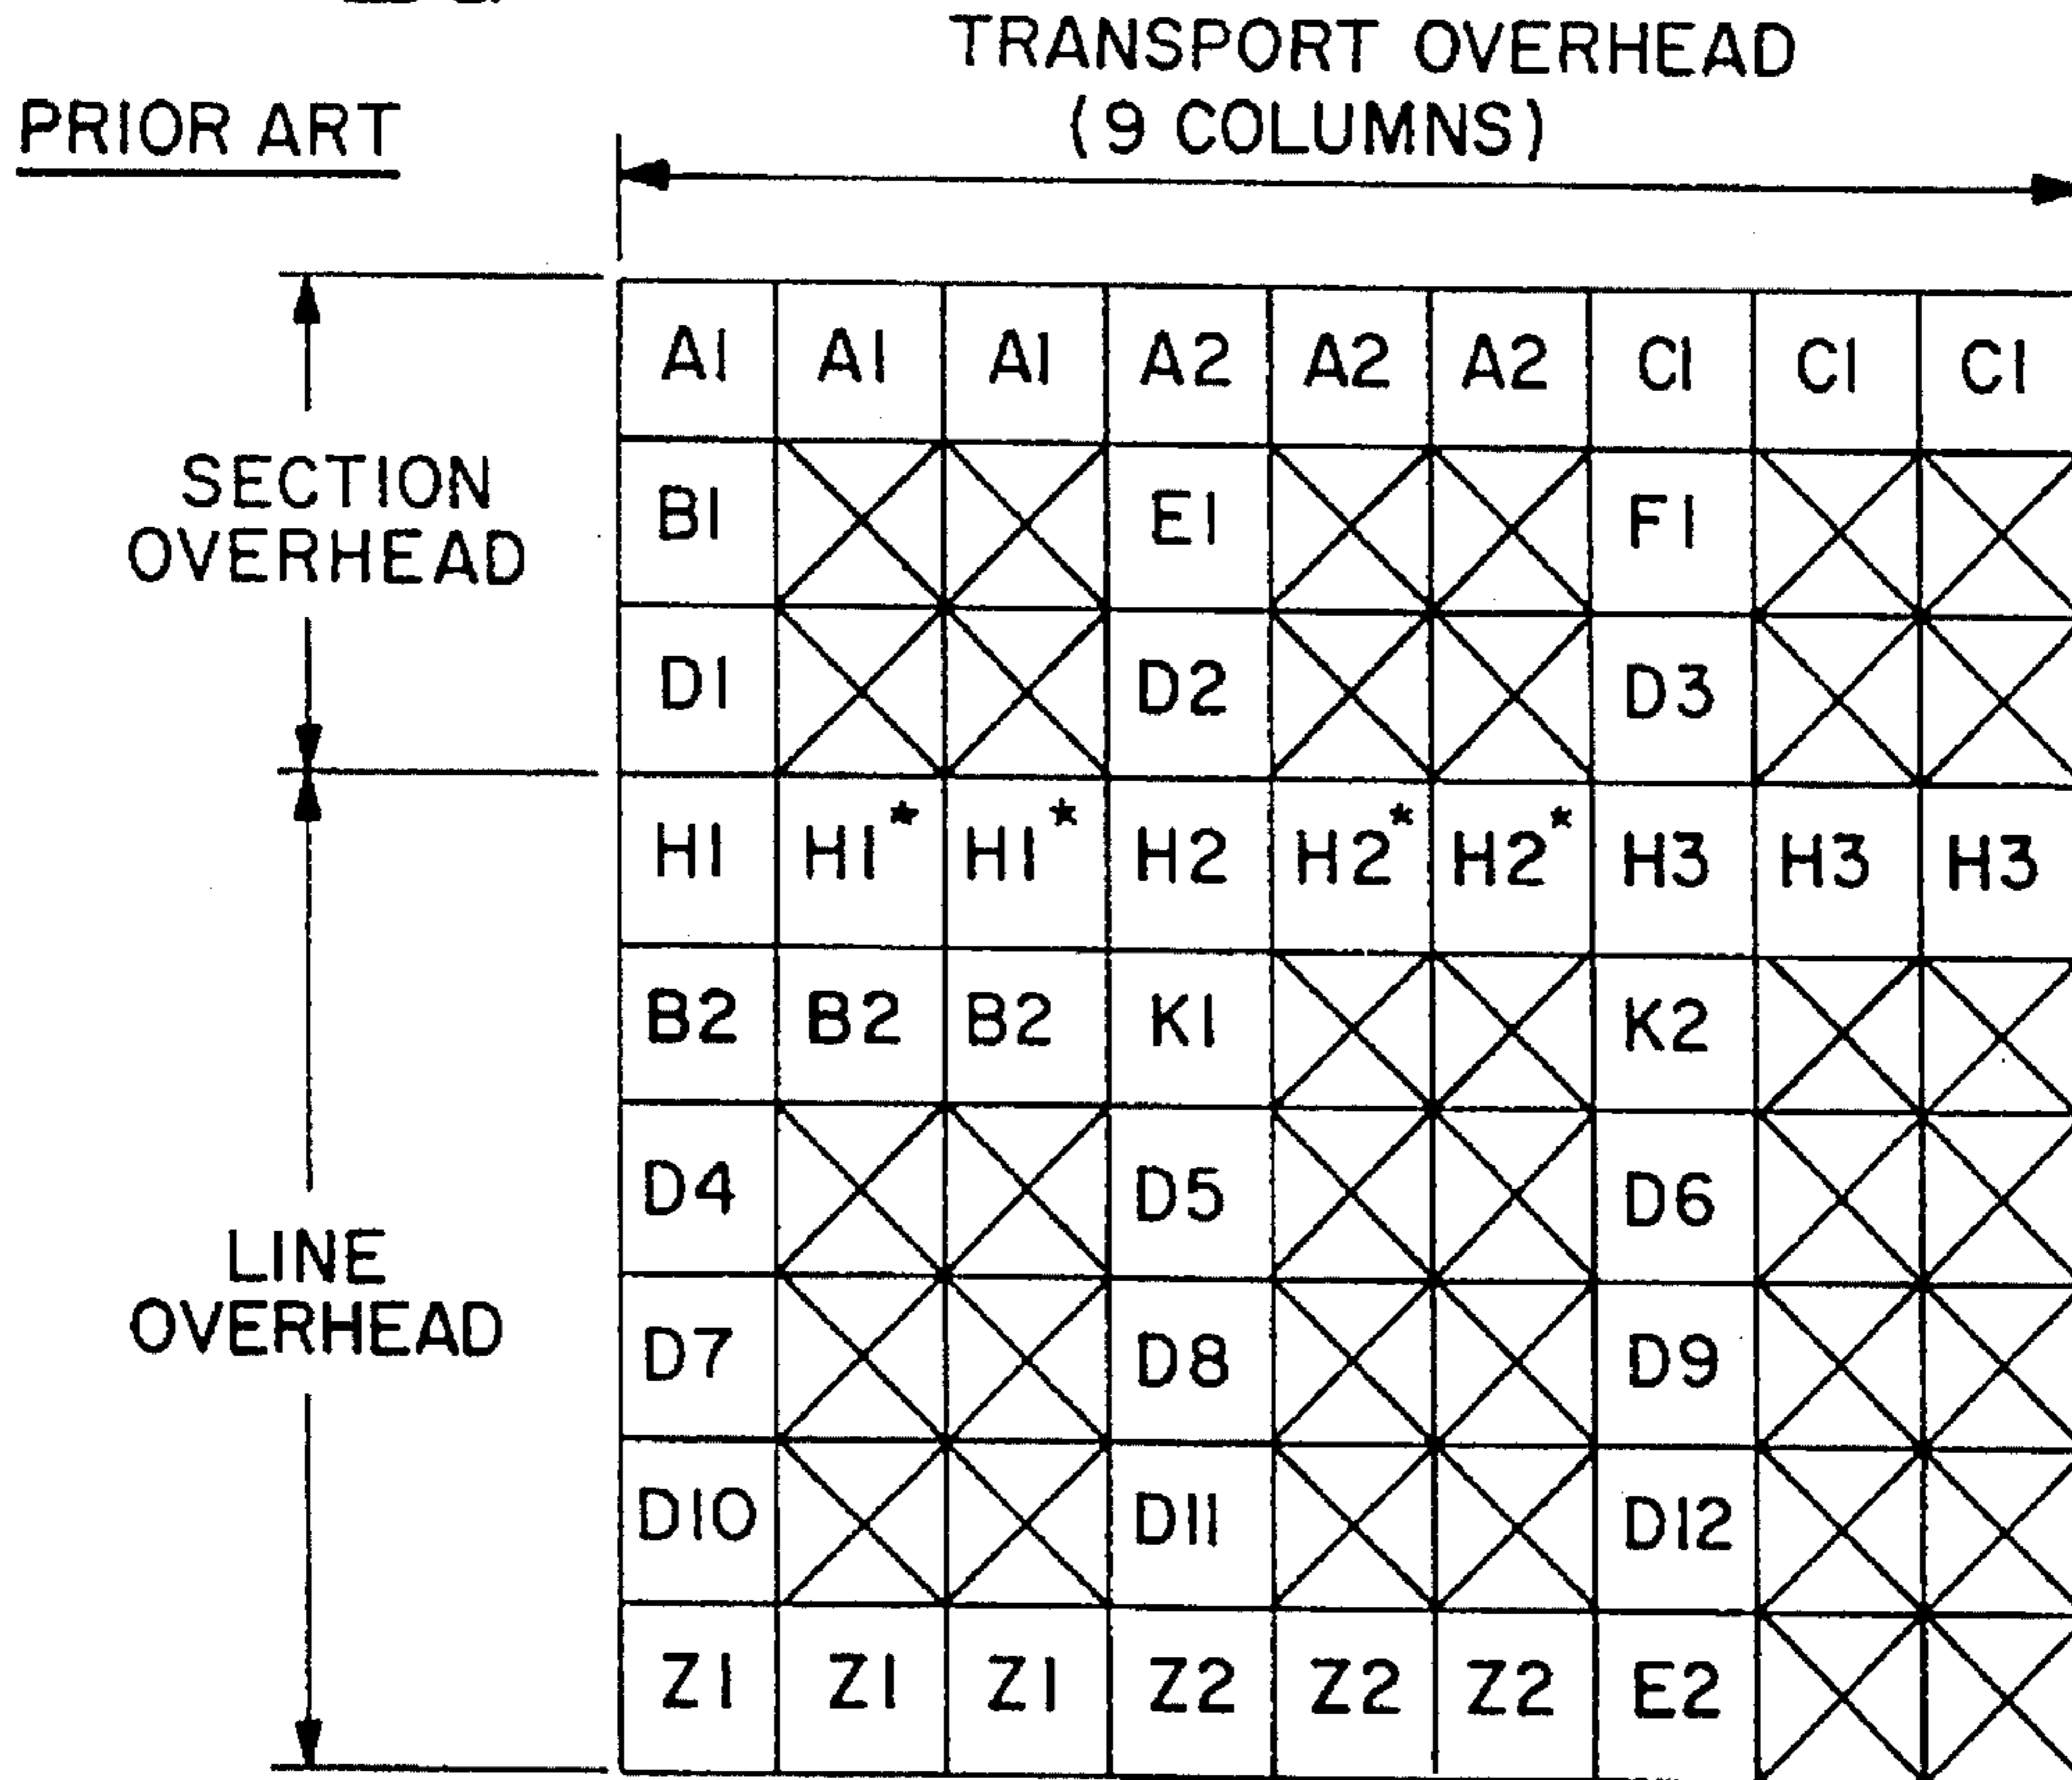 TRANSPORT OVERHEAD
(9 COLUMNS)
PRIOR ART
SECTION
OVERHEAD
LINE
OVERHEAD
A1 A1 A1 A2 A2 A2 C1 C1 C1
B1 E1 F1
D1 D2 D3
H1 H1* H1* H2 H2* H2* H3 H3 H3
B2 B2 B2 K1 K2
D4 D5 D6
D7 D8 D9
D10 D11 D12
Z1 Z1 Z1 Z2 Z2 Z2 E2